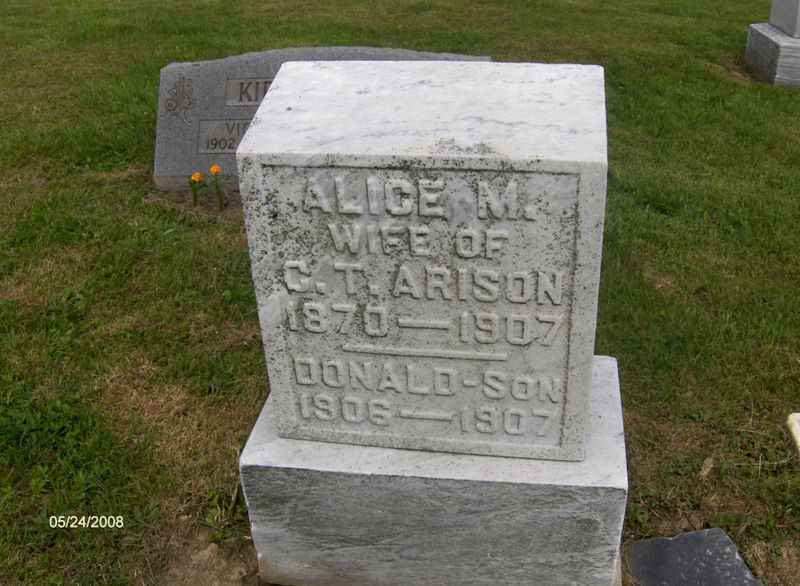 ALICE M.
WIFE OF
C. T. ARISON
1870—1907
DONALD-SON
1906—1907
1902
05/24/2008